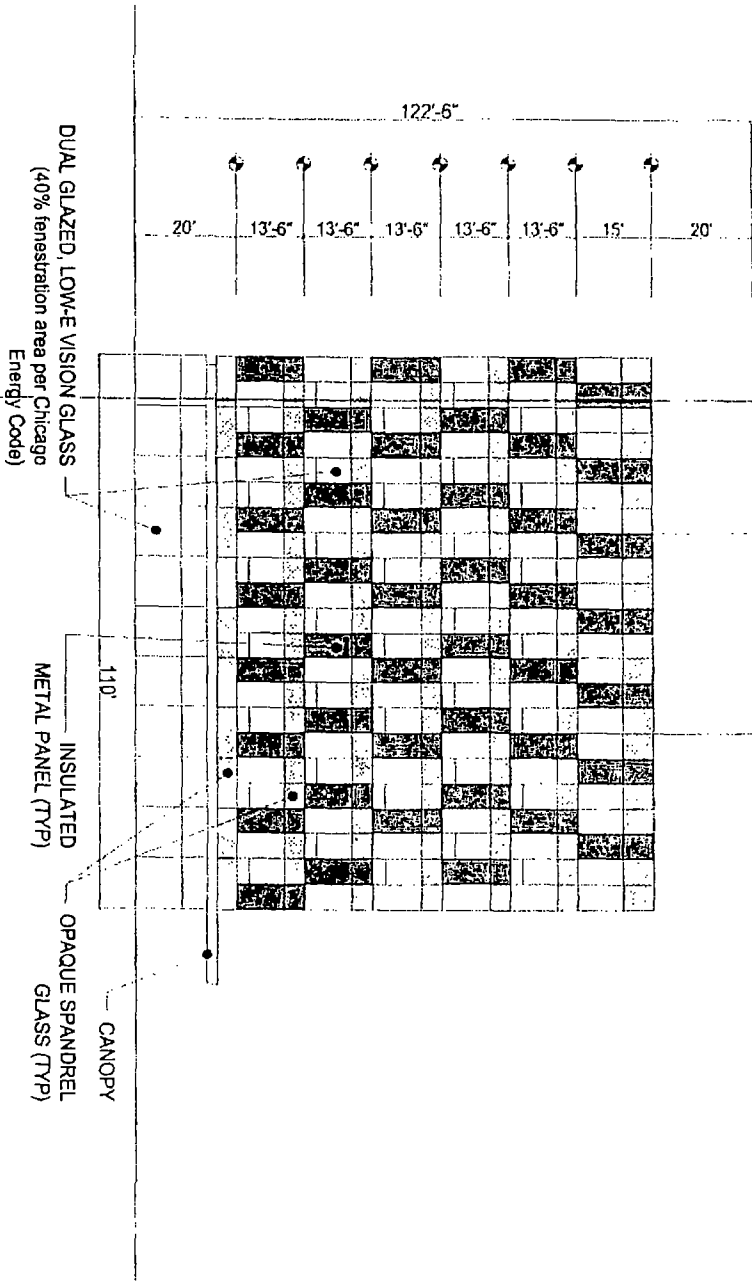 122'-6"
20'
13'-6"
13'-6"
13'-6"
13'-6"
13'-6"
15'
20'
DUAL GLAZED, LOW-E VISION GLASS
(40% fenestration area per Chicago
Energy Code)
110'
INSULATED
METAL PANEL (TYP)
OPAQUE SPANDREL
GLASS (TYP)
CANOPY